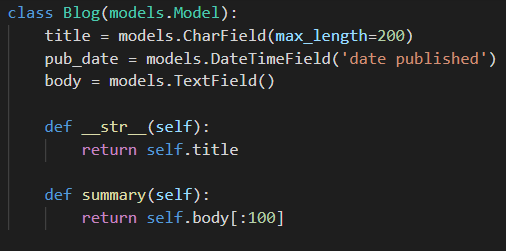 class Blog(models.Model):
    title = models.CharField(max_length=200)
    pub_date = models.DateTimeField('date published')
    body = models.TextField()

    def __str__(self):
        return self.title

    def summary(self):
        return self.body[:100]